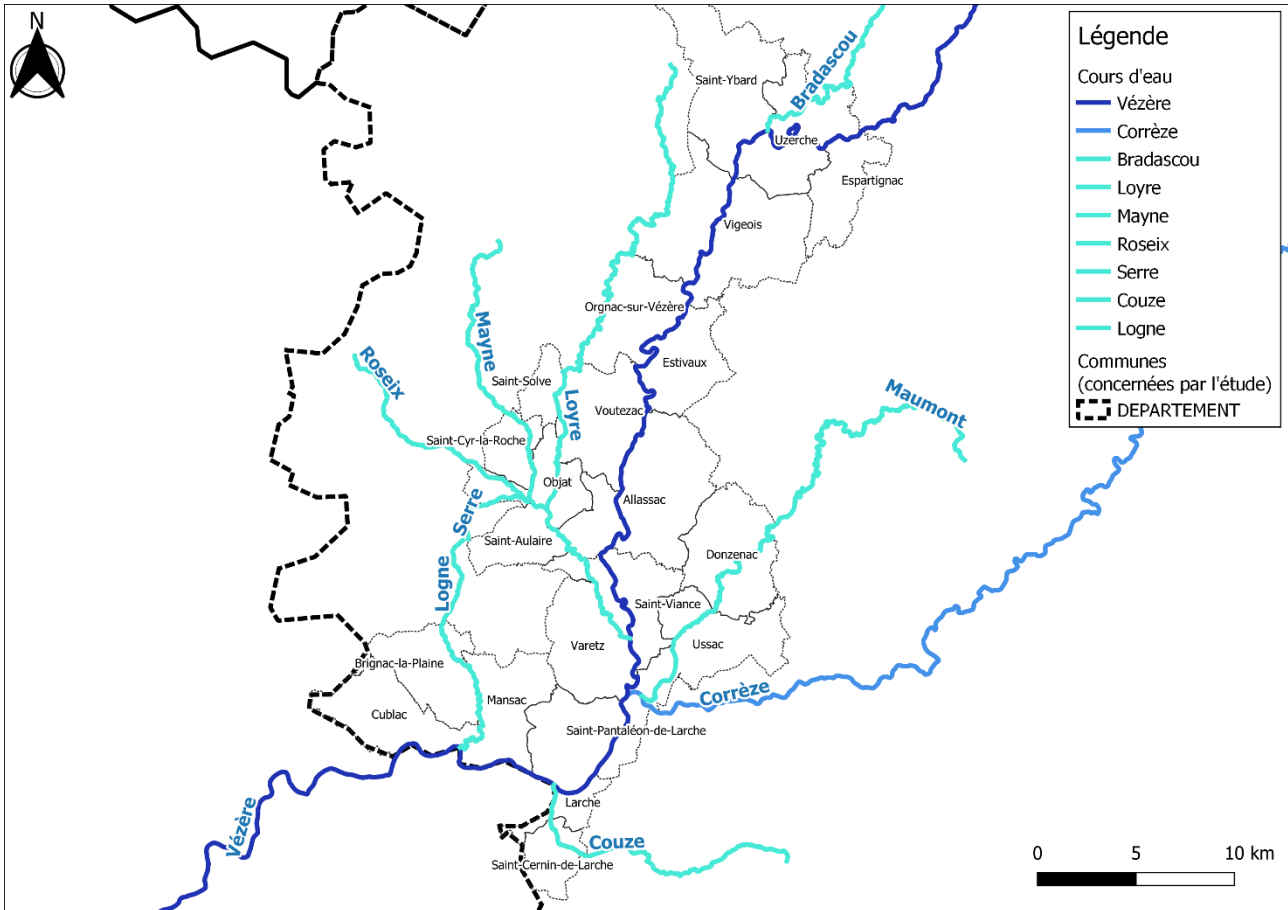 N
Légende
Cours d'eau
Vézère
Corrèze
Bradascou
Loyre
Mayne
Roseix
Serre
Couze
Logne
Communes
(concernées par l'étude)
DEPARTEMENT
Saint-Ybard
Bradascou
Uzerche
Espartignac
Vigeois
Orgnac-sur-Vézère
Mayne
Roseix
Estivaux
Saint-Solve
Loyre
Voutezac
Maumont
Saint-Cyr-la-Roche
Objat
Serre
Allassac
Saint-Aulaire
Donzenac
Logne
Saint-Viance
Varetz
Ussac
Brignac-la-Plaine
Mansac
Corrèze
Cublac
Saint-Pantaléon-de-Larche
Larche
Vézère
Couze
Saint-Cernin-de-Larche
0 5 10 km